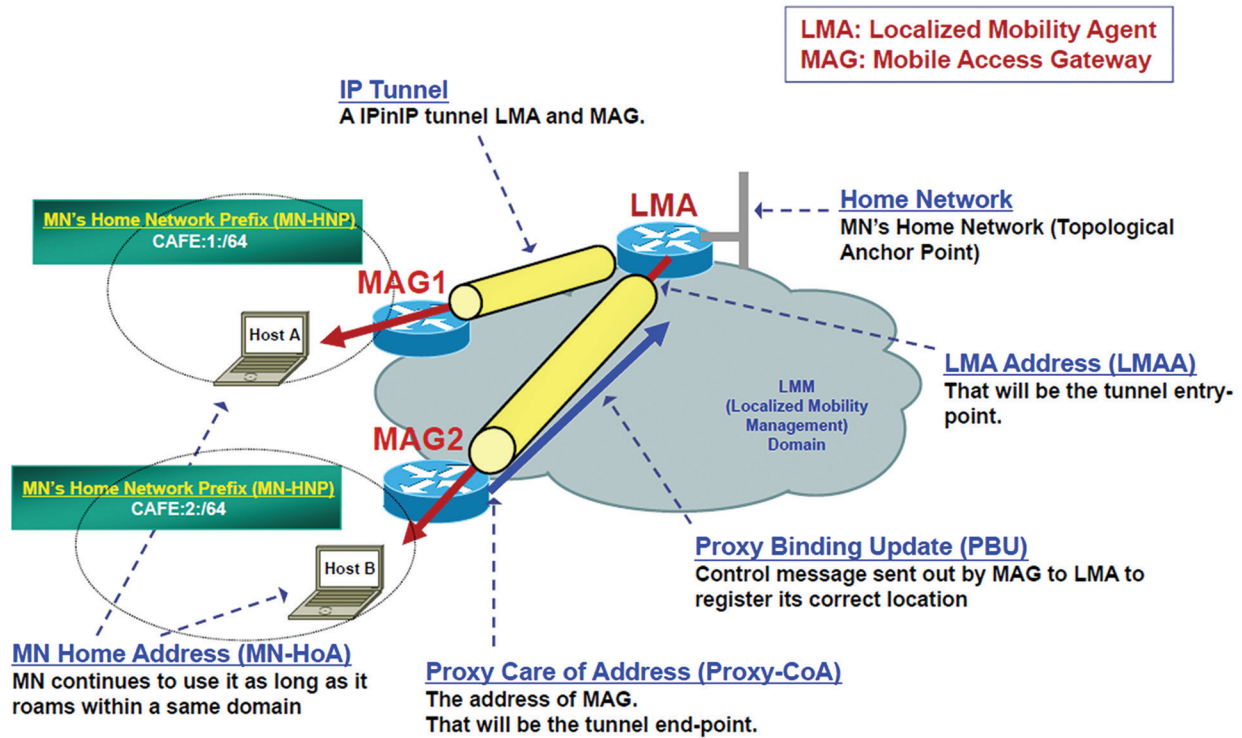 LMA: Localized Mobility Agent
MAG: Mobile Access Gateway
IP Tunnel
A IPinIP tunnel LMA and MAG.
MN's Home Network Prefix (MN-HNP)
CAFE:1:/64
LMA
Home Network
MN's Home Network (Topological
Anchor Point)
MAG1
Host A
LMA Address (LMAA)
That will be the tunnel entry-
point.
LMM
(Localized Mobility
Management)
Domain
MAG2
MN's Home Network Prefix (MN-HNP)
CAFE:2:/64
Host B
Proxy Binding Update (PBU)
Control message sent out by MAG to LMA to
register its correct location
MN Home Address (MN-HoA)
MN continues to use it as long as it
roams within a same domain
Proxy Care of Address (Proxy-CoA)
The address of MAG.
That will be the tunnel end-point.